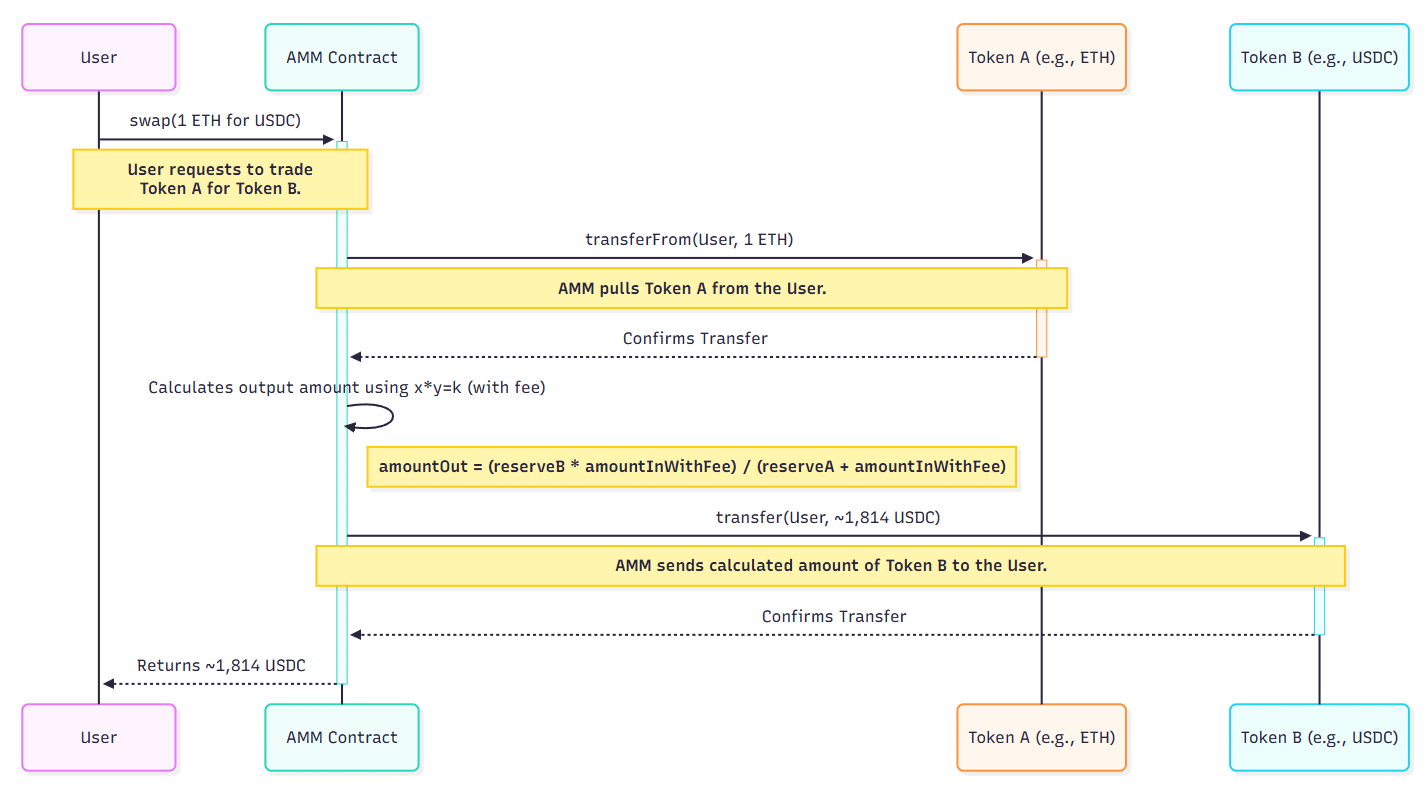 User
AMM Contract
Token A (e.g., ETH)
Token B (e.g., USDC)
swap(1 ETH for USDC)
User requests to trade
Token A for Token B.
transferFrom(User, 1 ETH)
AMM pulls Token A from the User.
Confirms Transfer
Calculates output amount using x*y=k (with fee)
amountOut = (reserveB * amountInWithFee) / (reserveA + amountInWithFee)
transfer(User, ~1,814 USDC)
AMM sends calculated amount of Token B to the User.
Confirms Transfer
Returns ~1,814 USDC
User
AMM Contract
Token A (e.g., ETH)
Token B (e.g., USDC)